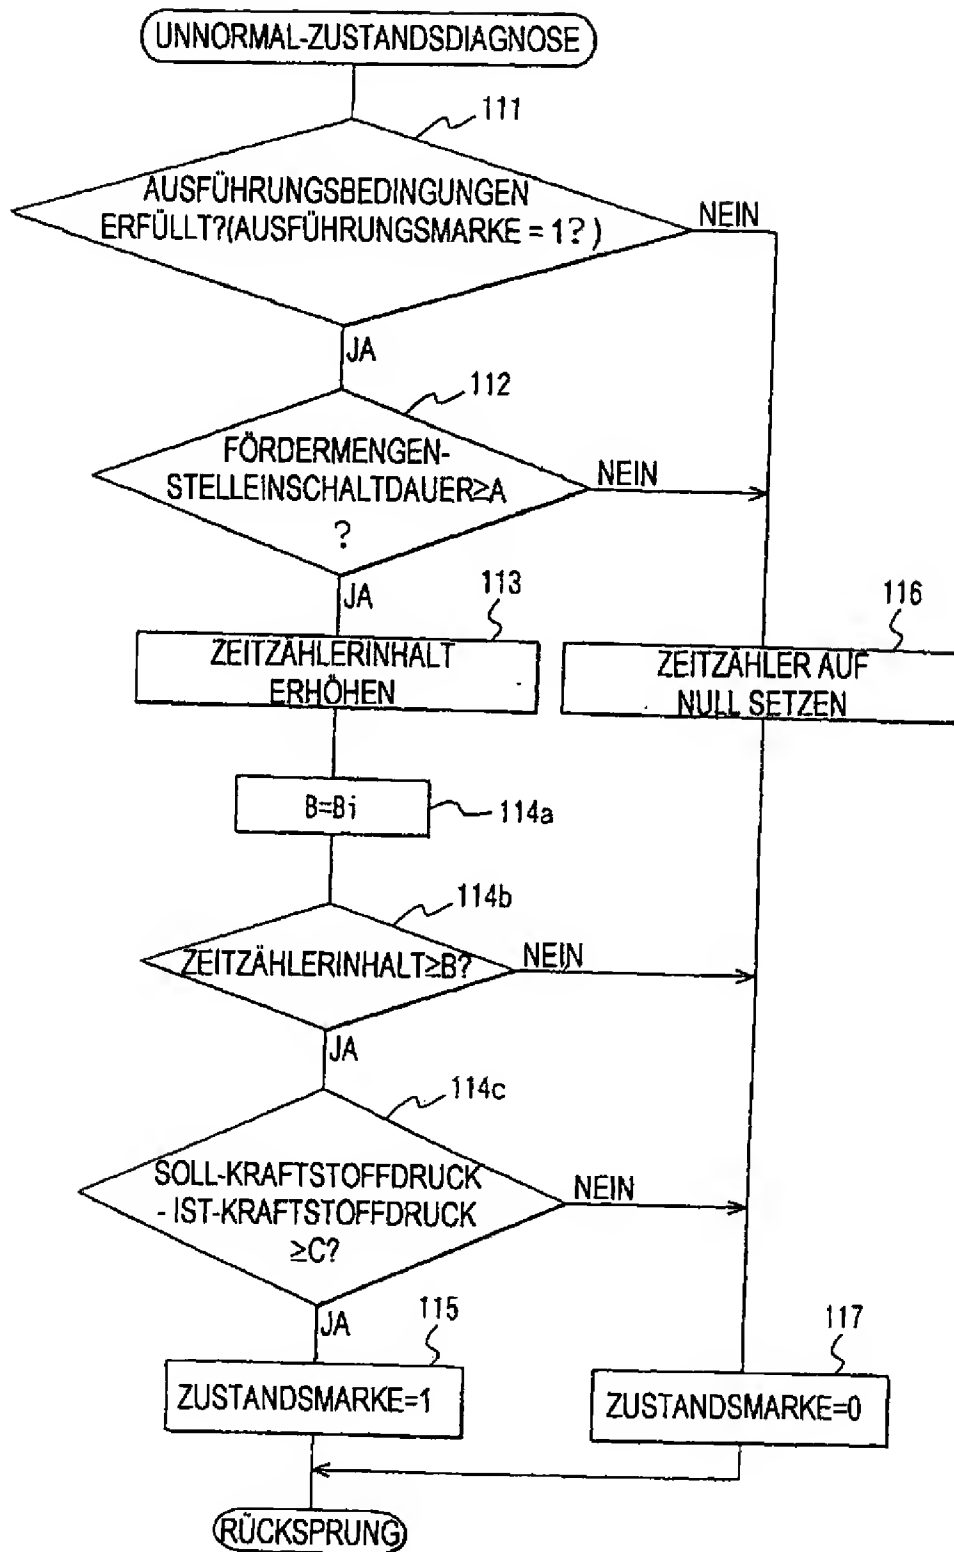 UNNORMAL-ZUSTANDSDIAGNOSE
111
AUSFÜHRUNGSBEDINGUNGEN
ERFÜLLT?(AUSFÜHRUNGSMARKE = 1?)
NEIN
JA
112
FÖRDERMENGEN-
STELLEINSCHALTDAUER≥A
?
NEIN
JA
113
ZEITZÄHLERINHALT
ERHÖHEN
116
ZEITZÄHLER AUF
NULL SETZEN
B=Bi
114a
114b
ZEITZÄHLERINHALT≥B?
NEIN
JA
114c
SOLL-KRAFTSTOFFDRUCK
- IST-KRAFTSTOFFDRUCK
≥C?
NEIN
JA
115
ZUSTANDSMARKE=1
117
ZUSTANDSMARKE=0
RÜCKSPRUNG